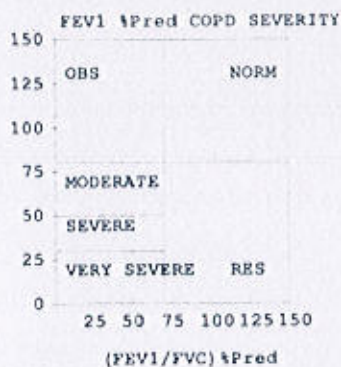 FEV1 %Pred COPD SEVERITY
150
OBS NORM
125
100
75
MODERATE
50
SEVERE
25
VERY SEVERE RES
0
25 50 75 100 125 150
(FEV1/FVC) %Pred